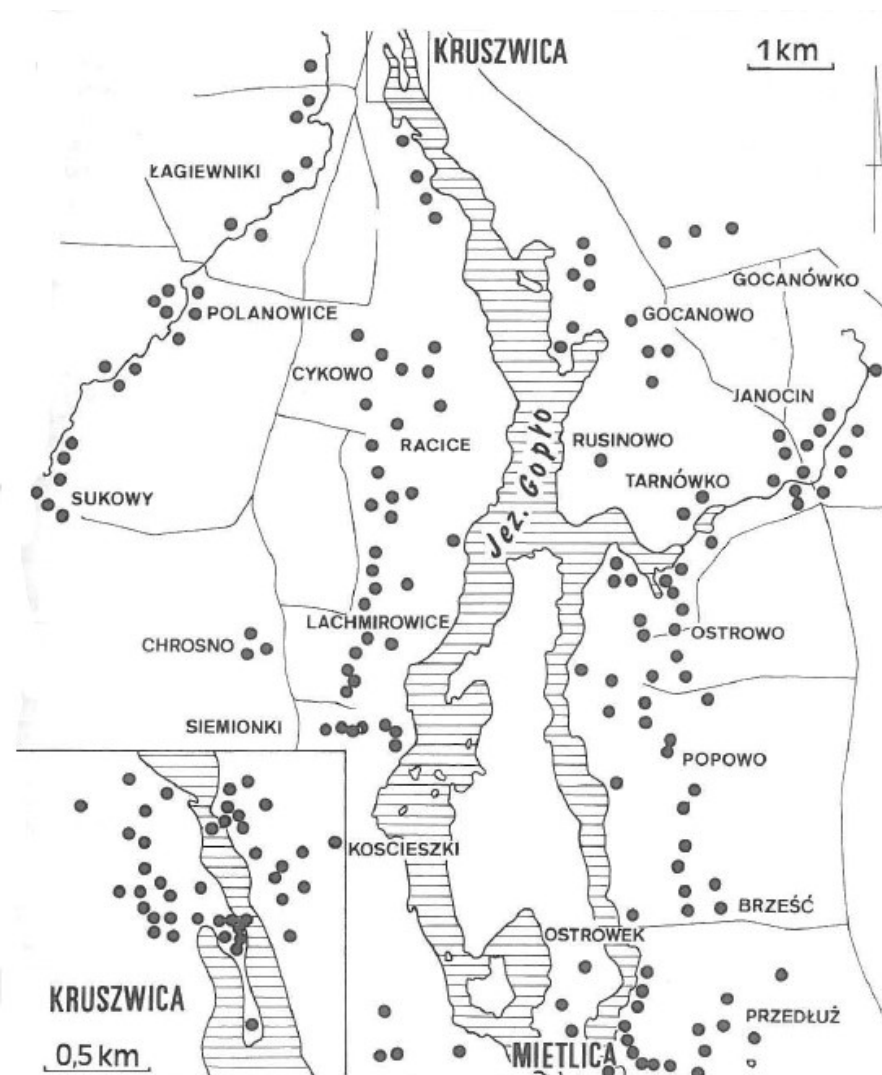 KRUSZWICA
1km
ŁAGIEWNIKI
GOCANÓWKO
POLANOWICE
GOCANOWO
CYKOWO
JANOCIN
RACICE
Jez. Gopło
RUSINOWO
TARNÓWKO
SUKOWY
LACHMIROWICE
OSTROWO
CHROSNO
SIEMIONKI
POPOWO
KOŚCIESZKI
BRZEŚĆ
OSTROWEK
KRUSZWICA
PRZEDŁUŻ
0,5 km
MIETLICA